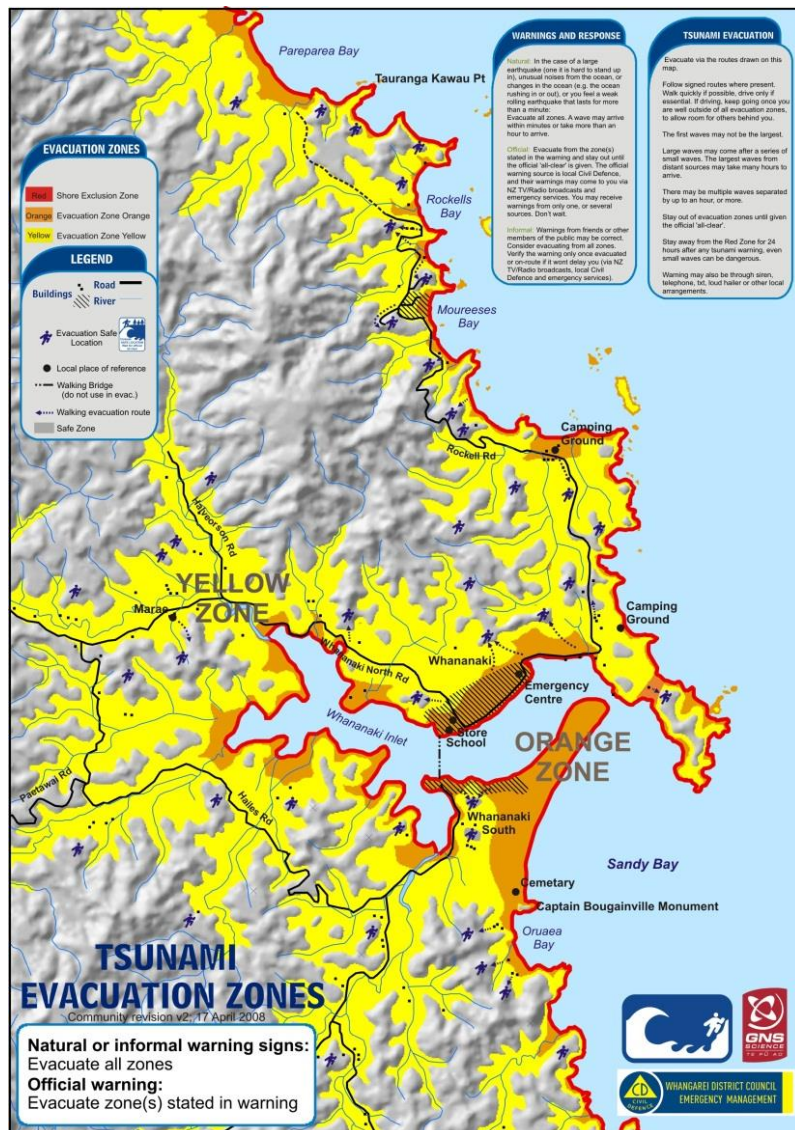 Pareparea Bay
Tauranga Kawau Pt
Rockells
Bay
Moureeses
Bay
WARNINGS AND RESPONSE
Natural: In the case of a large
earthquake (one it is hard to stand up
in), unusual noises from the ocean, or
changes in the ocean (e.g. the ocean
rushing in or out), or you feel a weak
rolling earthquake that lasts for more
than a minute:
Evacuate all zones. A wave may arrive
within minutes or take more than an
hour to arrive.
Official: Evacuate from the zone(s)
stated in the warning and stay out until
the official 'all-clear' is given. The official
warning source is local Civil Defence,
and their warnings may come to you via
NZ TV/Radio broadcasts and
emergency services. You may receive
warnings from only one, or several
sources. Don't wait.
Informal: Warnings from friends or other
members of the public may be correct.
Consider evacuating from all zones.
Verify the warning only once evacuated
or on-route if it wont delay you (via NZ
TV/Radio broadcasts, local Civil
Defence and emergency services).
TSUNAMI EVACUATION
Evacuate via the routes drawn on this
map.
Follow signed routes where present.
Walk quickly if possible, drive only if
essential. If driving, keep going once you
are well outside of all evacuation zones,
to allow room for others behind you.
The first waves may not be the largest.
Large waves may come after a series of
small waves. The largest waves from
distant sources may take many hours to
arrive.
There may be multiple waves separated
by up to an hour, or more.
Stay out of evacuation zones until given
the official 'all-clear'.
Stay away from the Red Zone for 24
hours after any tsunami warning, even
small waves can be dangerous.
Warning may also be through siren,
telephone, txt, loud hailer or other local
arrangements.
EVACUATION ZONES
Red Shore Exclusion Zone
Orange Evacuation Zone Orange
Yellow Evacuation Zone Yellow
LEGEND
Buildings
Road
River
Evacuation Safe
Location
Local place of reference
Walking Bridge
(do not use in evac.)
Walking evacuation route
Safe Zone
Camping
Ground
Rockell Rd
Halveorson Rd
YELLOW
ZONE
Marae
Camping
Ground
Whananaki North Rd
Whananaki
Emergency
Centre
Store
School
Whananaki Inlet
ORANGE
ZONE
Paetawai Rd
Hailes Rd
Whananaki
South
Sandy Bay
Cemetary
Captain Bougainville Monument
Oruaea
Bay
TSUNAMI
EVACUATION ZONES
Community revision v2; 17 April 2008
Natural or informal warning signs:
Evacuate all zones
Official warning:
Evacuate zone(s) stated in warning
GNS
SCIENCE
TE PŪ AO
CD
CIVIL
DEFENCE
WHANGAREI DISTRICT COUNCIL
EMERGENCY MANAGEMENT